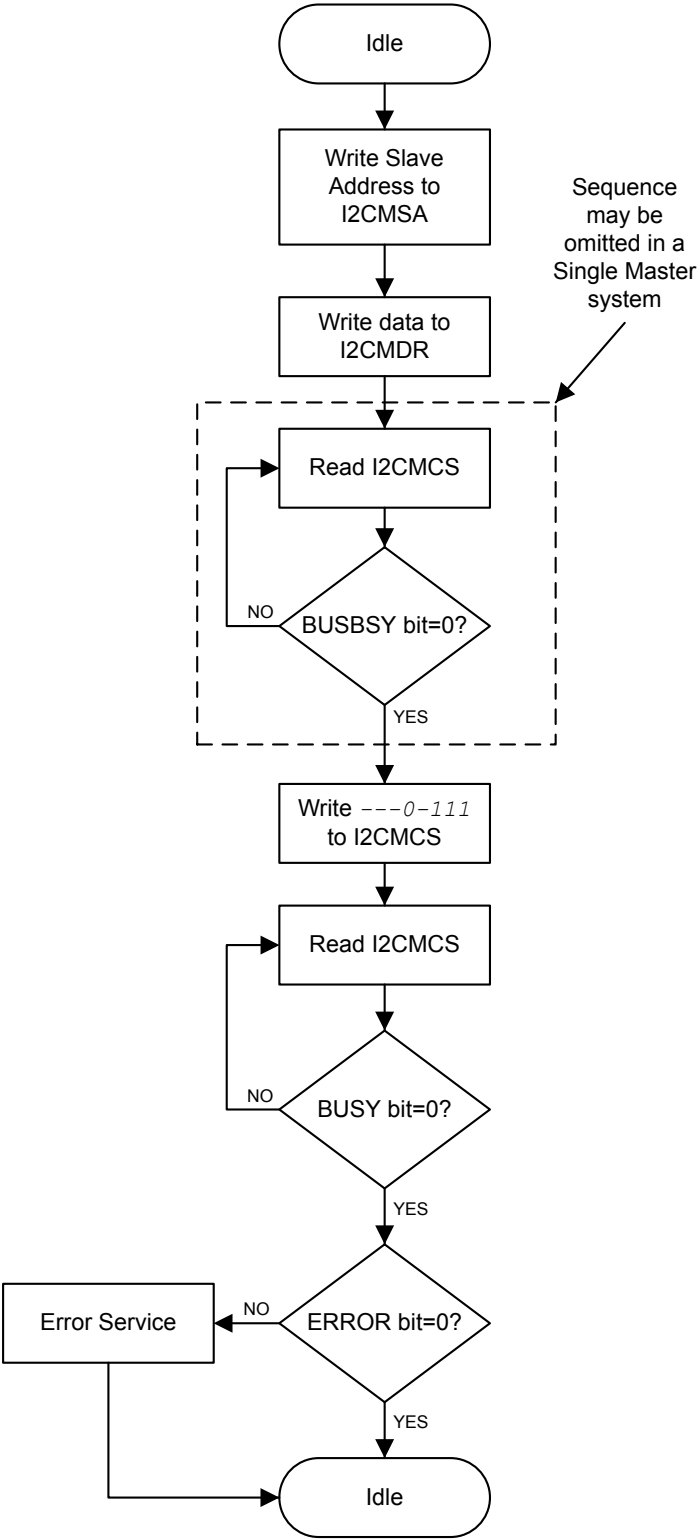 Idle
Write Slave
Address to
I2CMSA
Sequence
may be
omitted in a
Single Master
system
Write data to
I2CMDR
Read I2CMCS
BUSBSY bit=0?
NO
YES
Write ---0-111
to I2CMCS
Read I2CMCS
BUSY bit=0?
NO
YES
Error Service
NO
ERROR bit=0?
YES
Idle